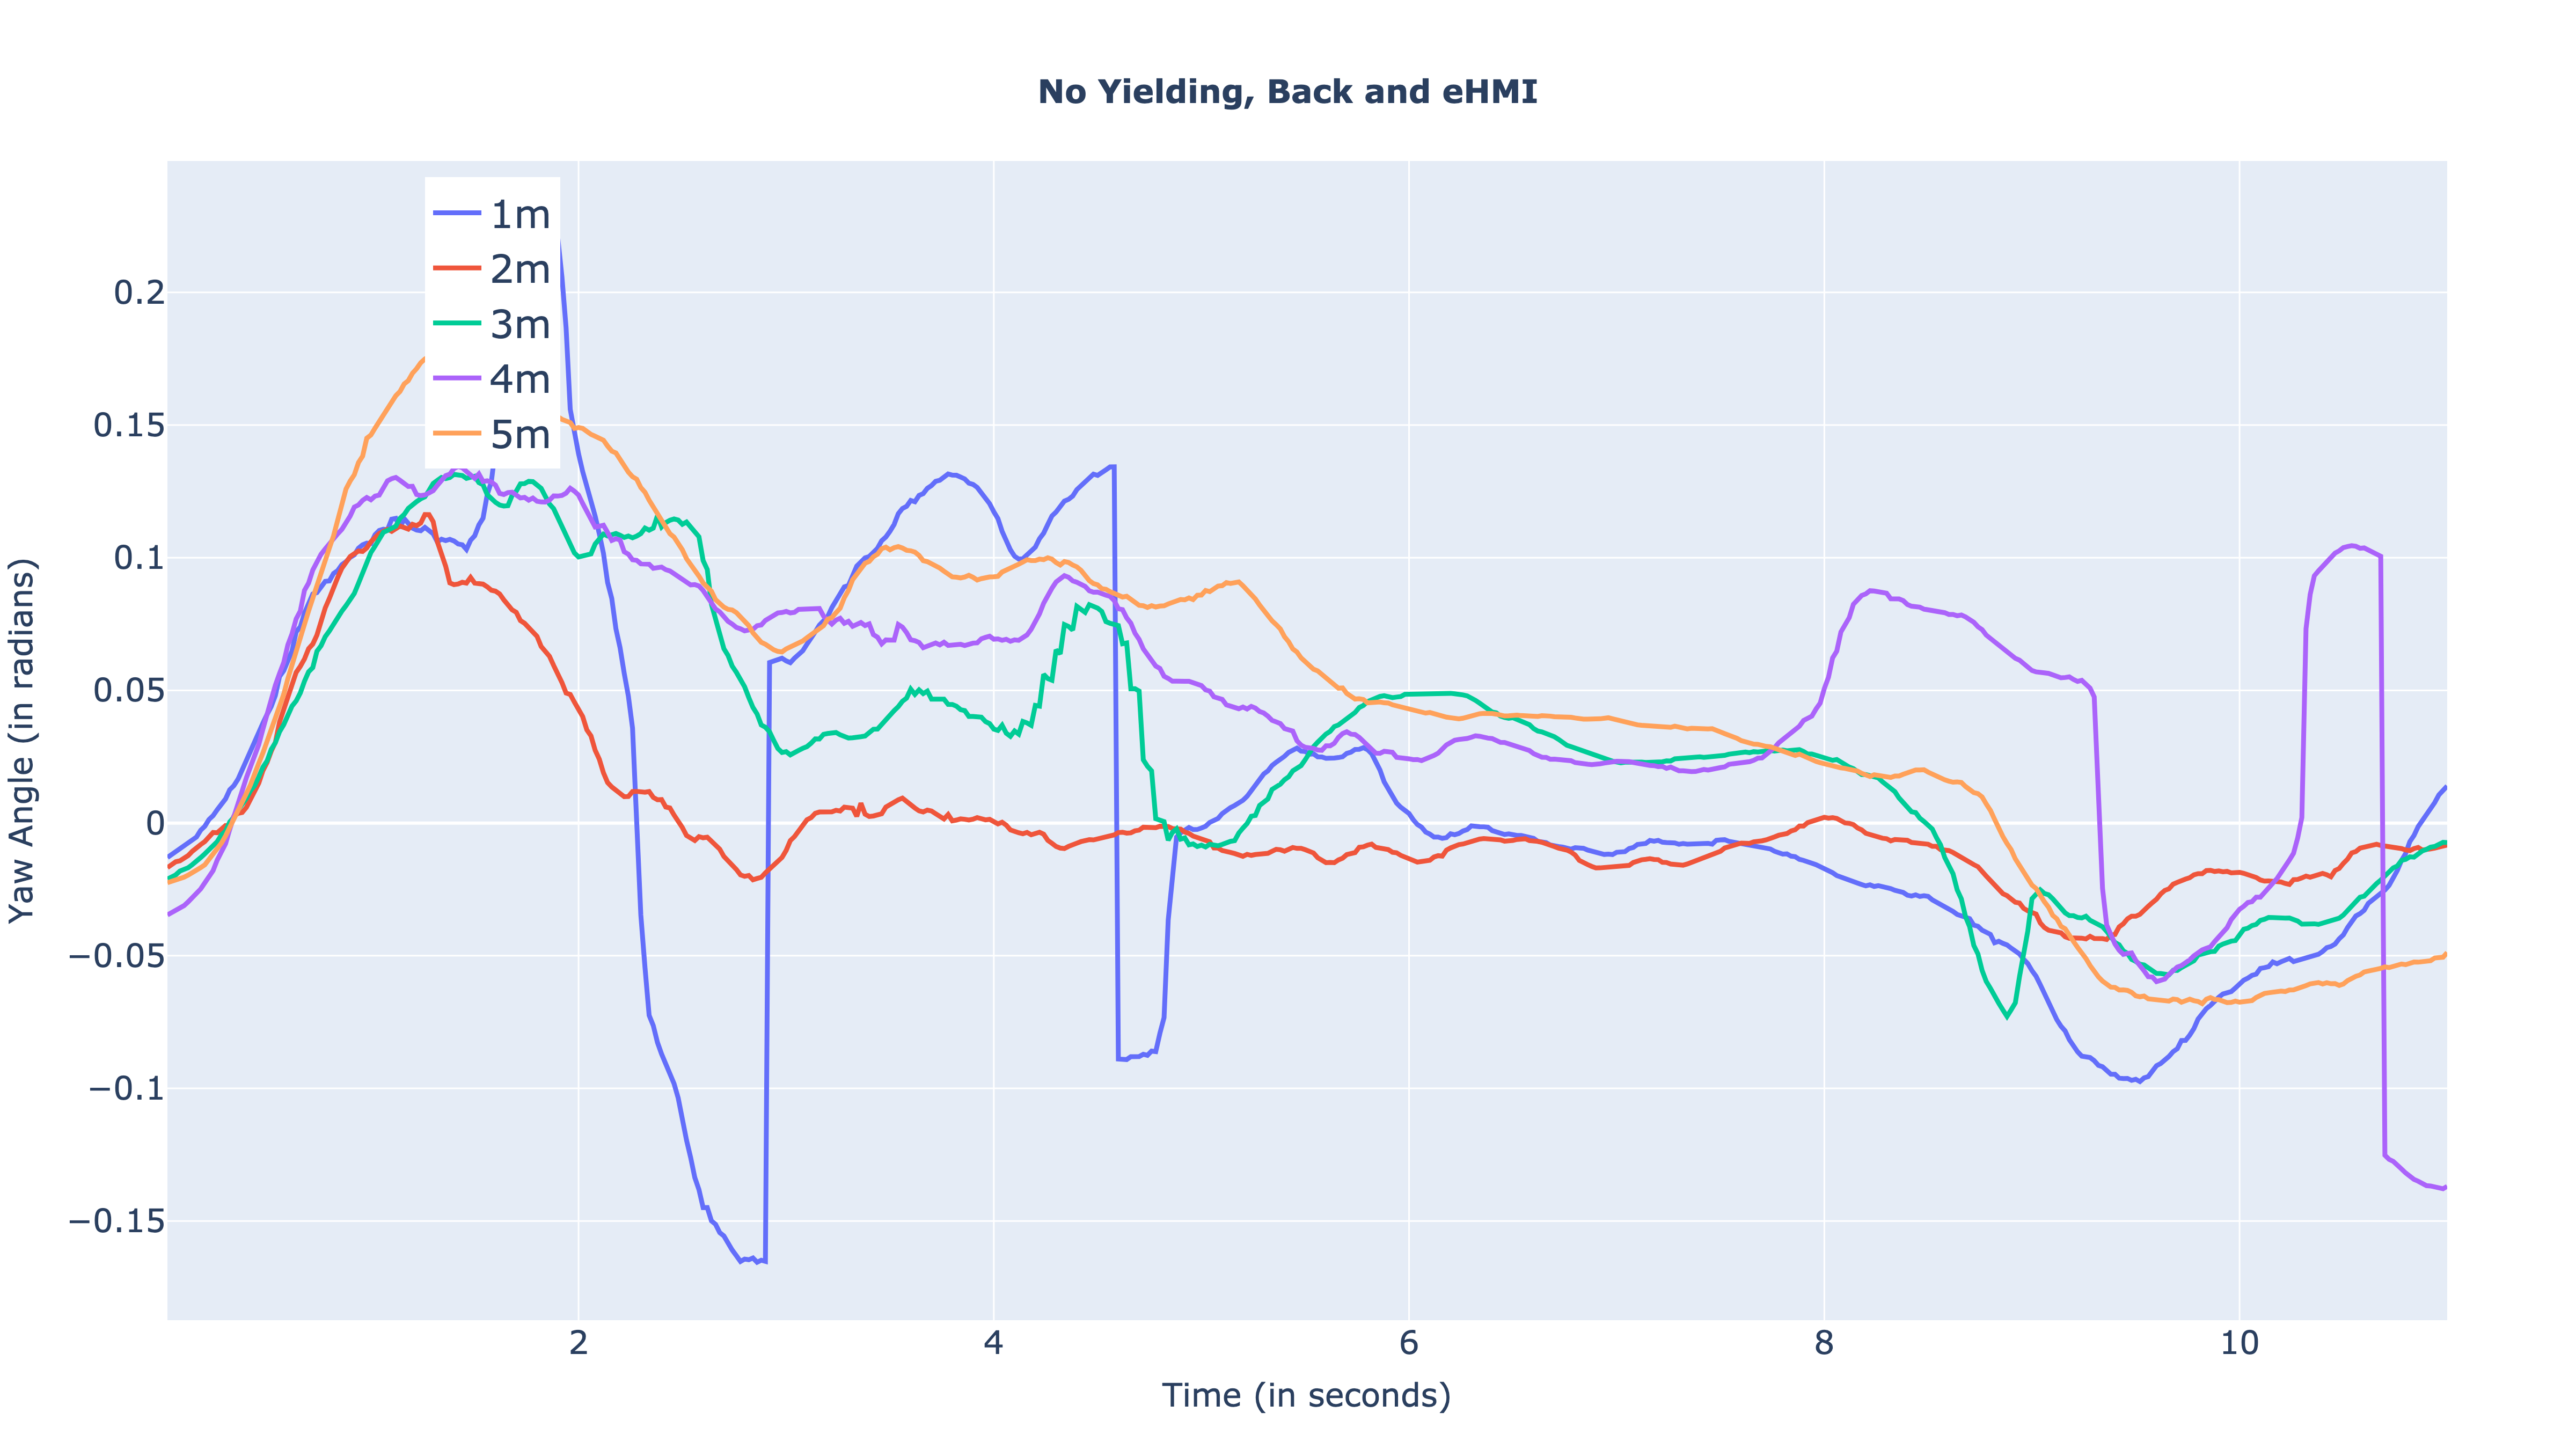 No Yielding, Back and eHMI
1m
2m
3m
4m
5m
Yaw Angle (in radians)
0.2
0.15
0.1
0.05
0
−0.05
−0.1
−0.15
2
4
6
8
10
Time (in seconds)